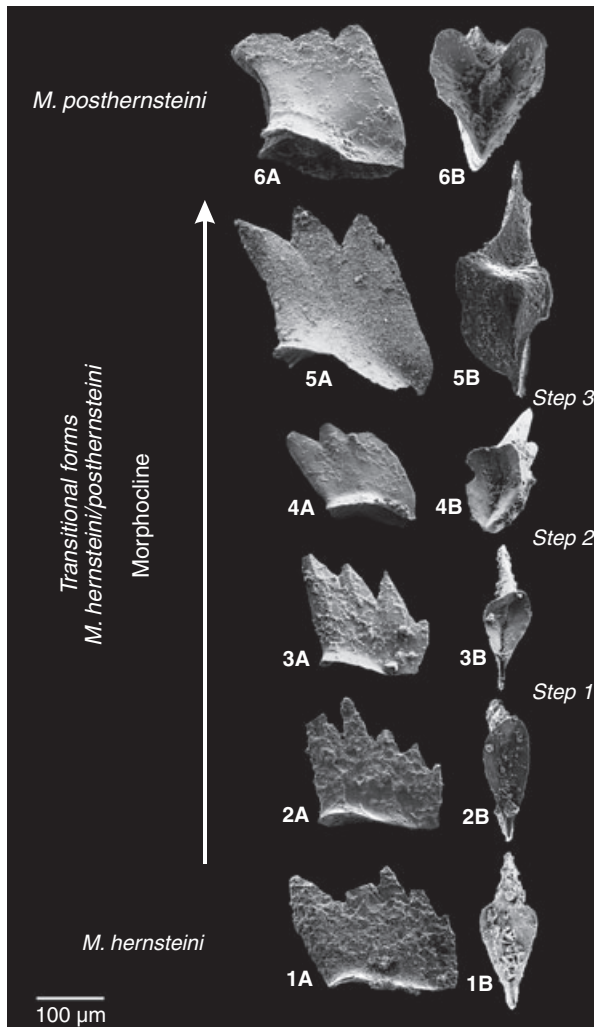 M. posthernsteini
6A
6B
5A
5B
Step 3
4A
4B
Step 2
3A
3B
Step 1
2A
2B
M. hernsteini
1A
1B
Transitional forms
M. hernsteini/posthernsteini
Morphocline
100 µm